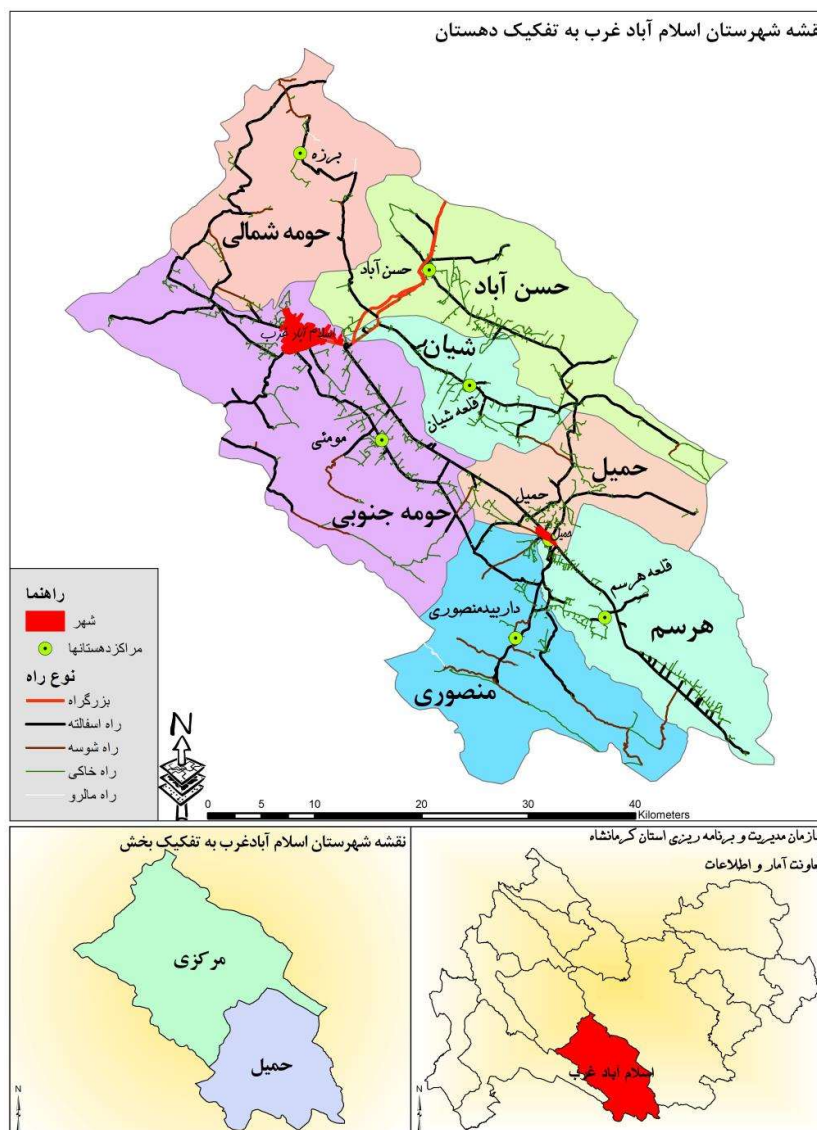 نقشه شهرستان اسلام آباد غرب به تفکیک دهستان
برزه
حومه شمالی
حسن آباد
حسن آباد
اسلام آباد غرب
شیان
قلعه شیان
مومئی
حمیل
حمیل
حومه جنوبی
حمیل
قلعه هرسم
داربیدمنصوری
هرسم
منصوری
راهنما
شهر
مراکزدهستانها
نوع راه
بزرگراه
راه اسفالته
راه شوسه
راه خاکی
راه مالرو
N
0 5 10 20 30 40
Kilometers
نقشه شهرستان اسلام آبادغرب به تفکیک بخش
مرکزی
حمیل
N
ازمان مدیریت و برنامه ریزی استان کرمانشاه
عاونت آمار و اطلاعات
اسلام آباد غرب
N